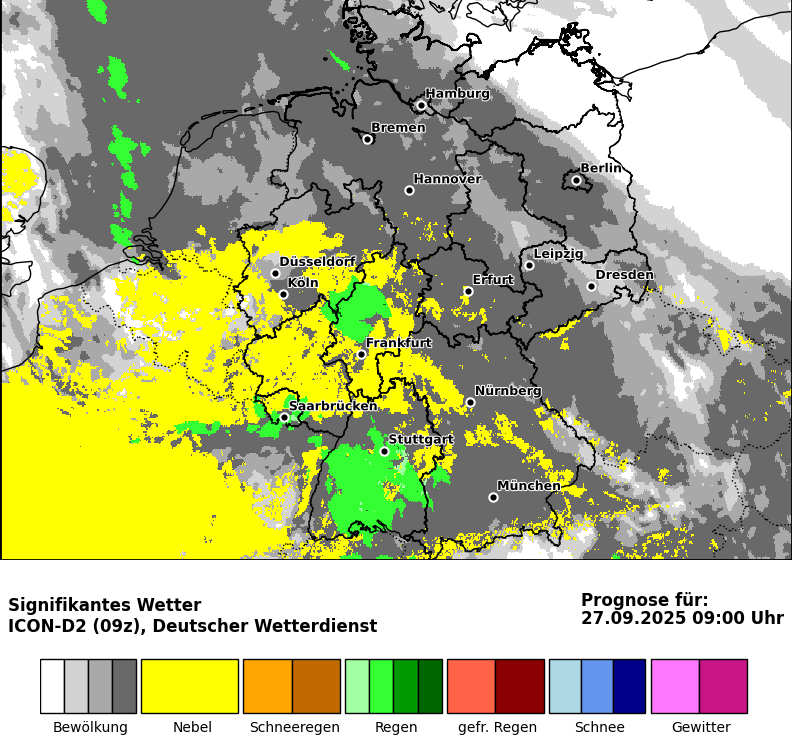 Hamburg
Bremen
Berlin
Hannover
Leipzig
Düsseldorf
Dresden
Erfurt
Köln
Frankfurt
Nürnberg
Saarbrücken
Stuttgart
München
Signifikantes Wetter
ICON-D2 (09z), Deutscher Wetterdienst
Prognose für:
27.09.2025 09:00 Uhr
Bewölkung Nebel Schneeregen Regen gefr. Regen Schnee Gewitter